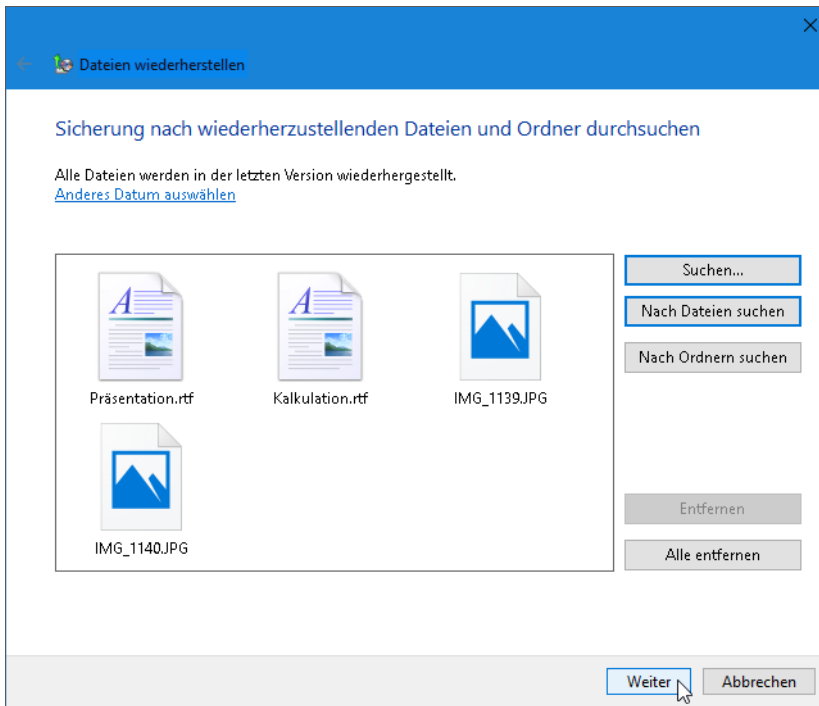 Dateien wiederherstellen
Sicherung nach wiederherzustellenden Dateien und Ordner durchsuchen
Alle Dateien werden in der letzten Version wiederhergestellt.
Anderes Datum auswählen
Präsentation.rtf
Kalkulation.rtf
IMG_1139.JPG
IMG_1140.JPG
Suchen...
Nach Dateien suchen
Nach Ordnern suchen
Entfernen
Alle entfernen
Weiter
Abbrechen